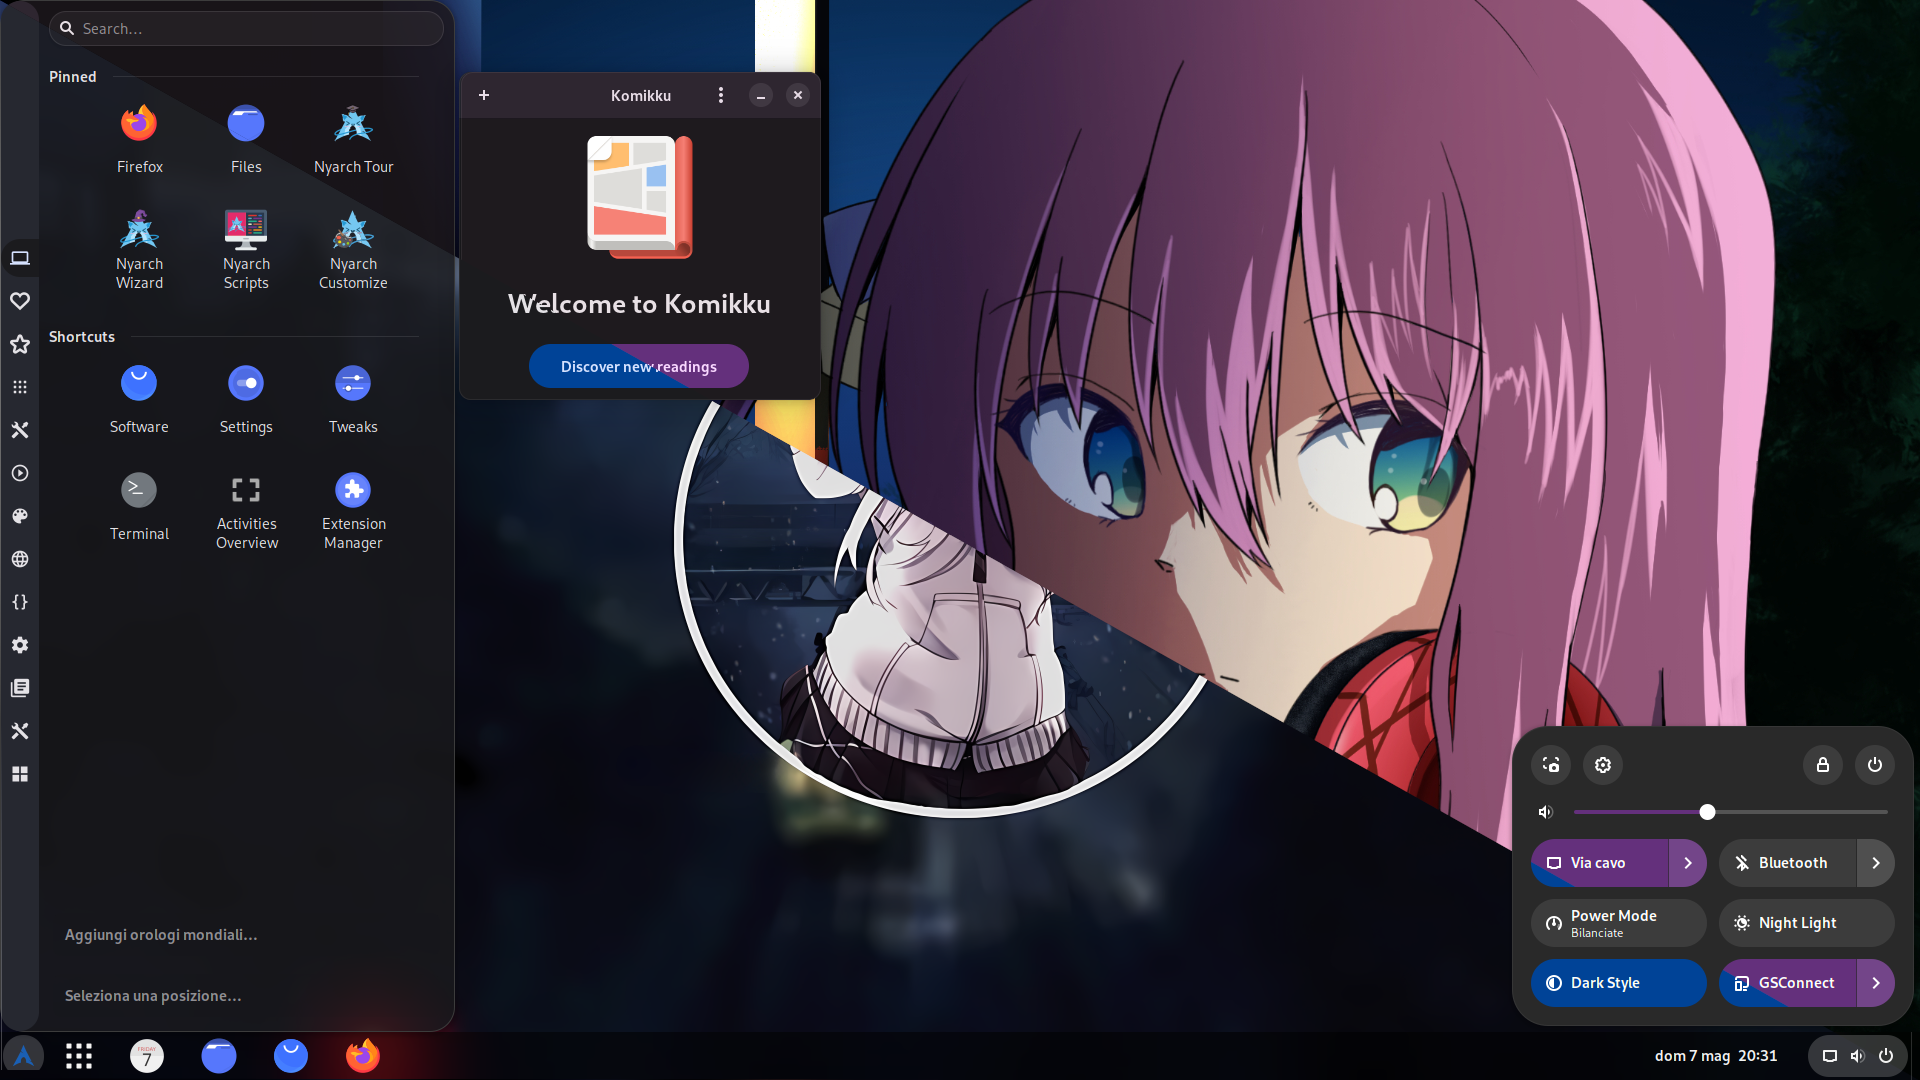 Search...
Pinned
Firefox
Files
Nyarch Tour
Nyarch
Wizard
Nyarch
Scripts
Nyarch
Customize
Shortcuts
Software
Settings
Tweaks
Terminal
Activities
Overview
Extension
Manager
Aggiungi orologi mondiali...
Seleziona una posizione...
Komikku
Welcome to Komikku
Discover new readings
Via cavo
Bluetooth
Power Mode
Bilanciate
Night Light
Dark Style
GSConnect
FRIDAY
7
dom 7 mag 20:31